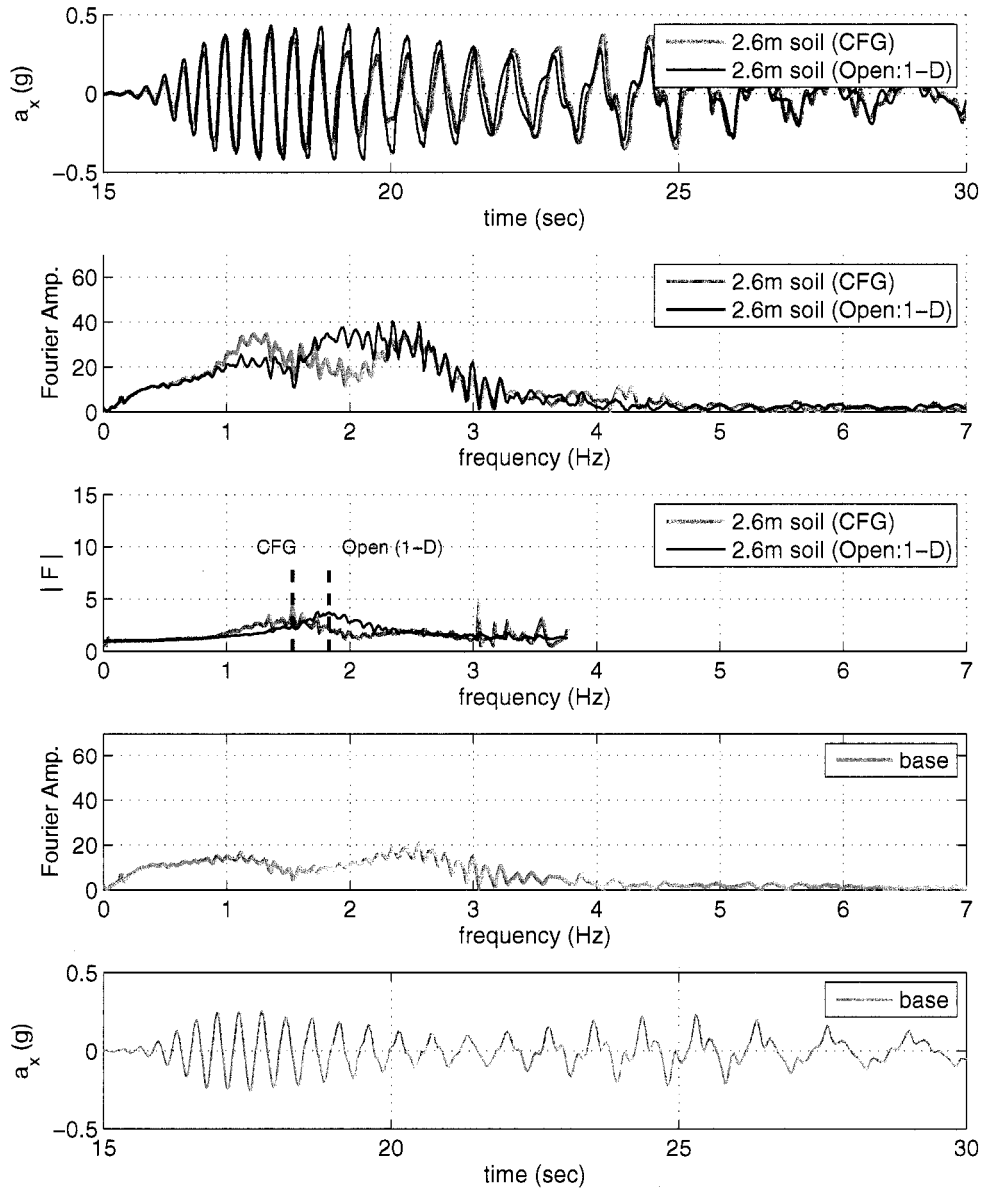 0.5
0
−0.5
a_x (g)
2.6m soil (CFG)
2.6m soil (Open:1−D)
15 20 25 30
time (sec)
60
40
20
0
Fourier Amp.
2.6m soil (CFG)
2.6m soil (Open:1−D)
0 1 2 3 4 5 6 7
frequency (Hz)
15
10
5
0
| F |
CFG
Open (1−D)
2.6m soil (CFG)
2.6m soil (Open:1−D)
0 1 2 3 4 5 6 7
frequency (Hz)
60
40
20
0
Fourier Amp.
base
0 1 2 3 4 5 6 7
frequency (Hz)
0.5
0
−0.5
a_x (g)
base
15 20 25 30
time (sec)